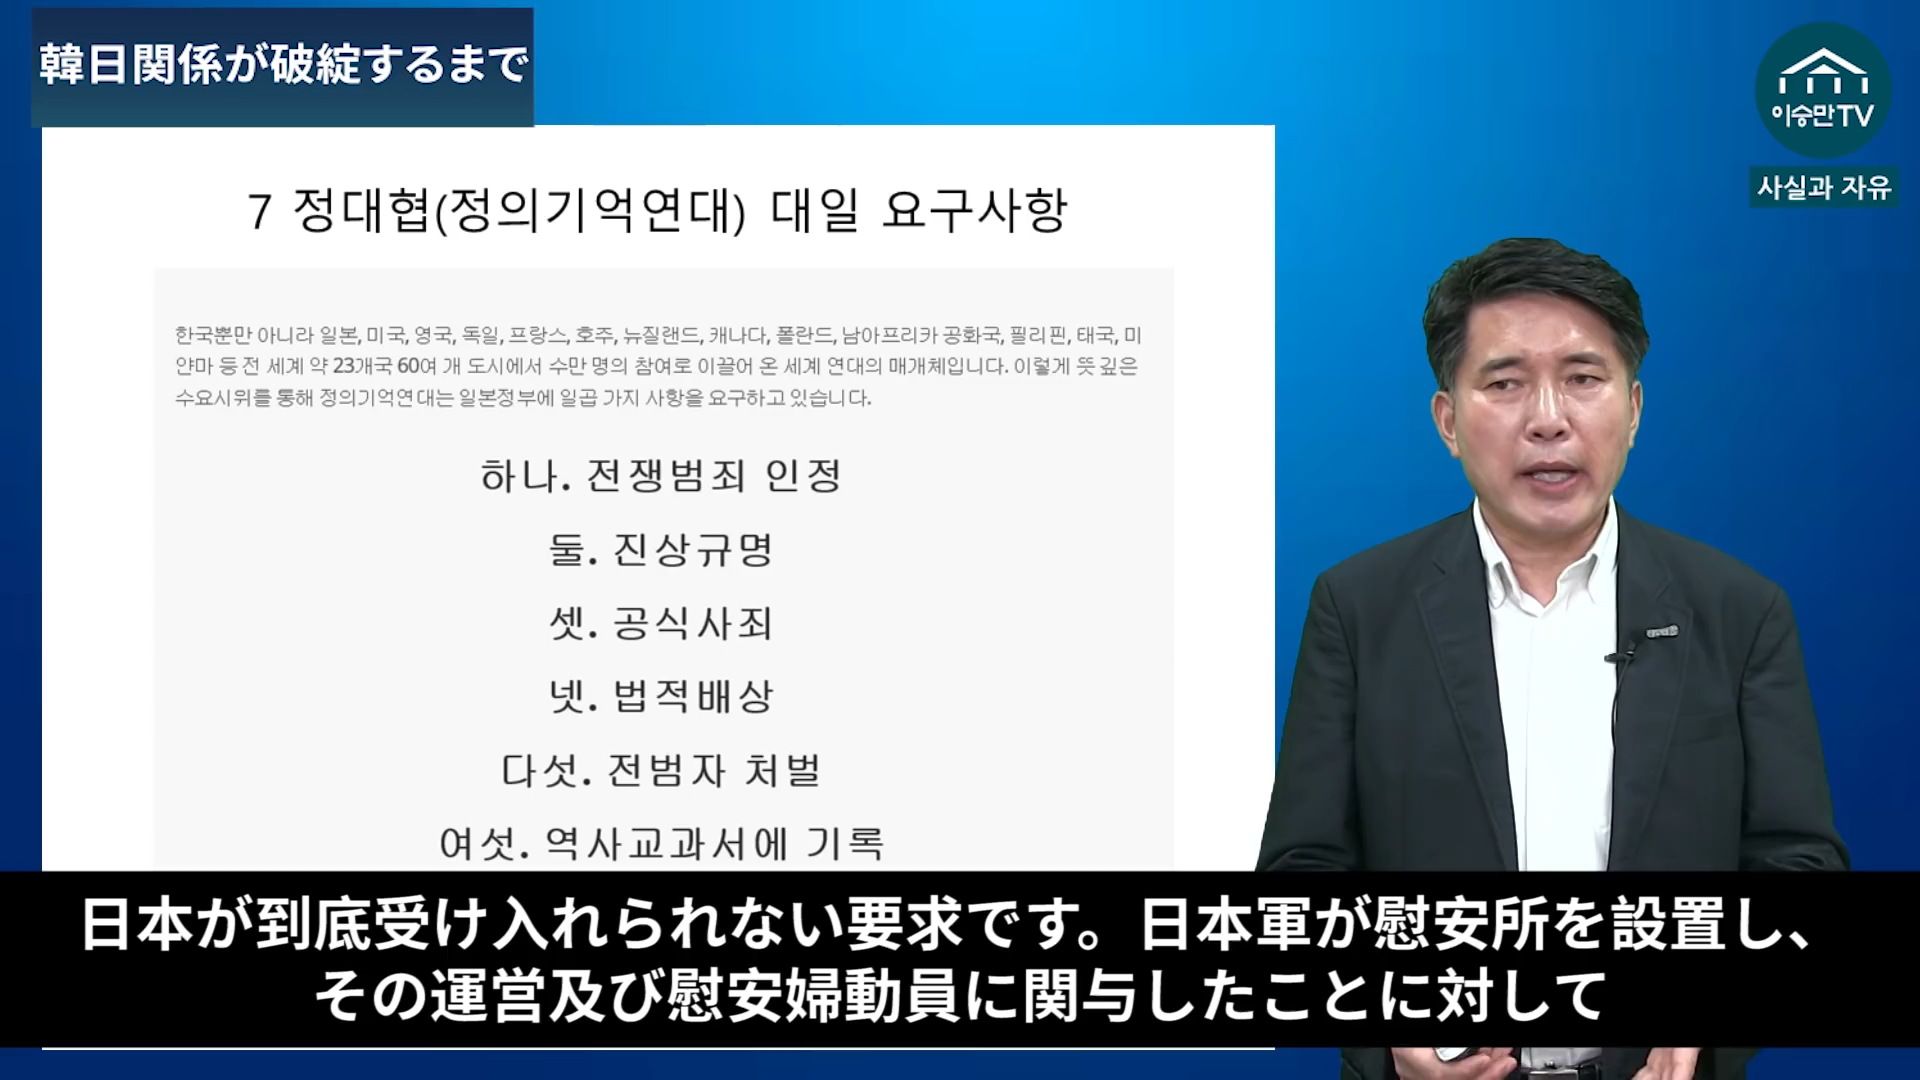 韓日関係が破綻するまで
이승만TV
사실과 자유
7 정대협(정의기억연대) 대일 요구사항
한국뿐만 아니라 일본, 미국, 영국, 독일, 프랑스, 호주, 뉴질랜드, 캐나다, 폴란드, 남아프리카 공화국, 필리핀, 태국, 미
얀마 등 전 세계 약 23개국 60여 개 도시에서 수만 명의 참여로 이끌어 온 세계 연대의 매개체입니다. 이렇게 뜻 깊은
수요시위를 통해 정의기억연대는 일본정부에 일곱 가지 사항을 요구하고 있습니다.
하나. 전쟁범죄 인정
둘. 진상규명
셋. 공식사죄
넷. 법적배상
다섯. 전범자 처벌
여섯. 역사교과서에 기록
日本が到底受け入れられない要求です。日本軍が慰安所を設置し、
その運営及び慰安婦動員に関与したことに対して